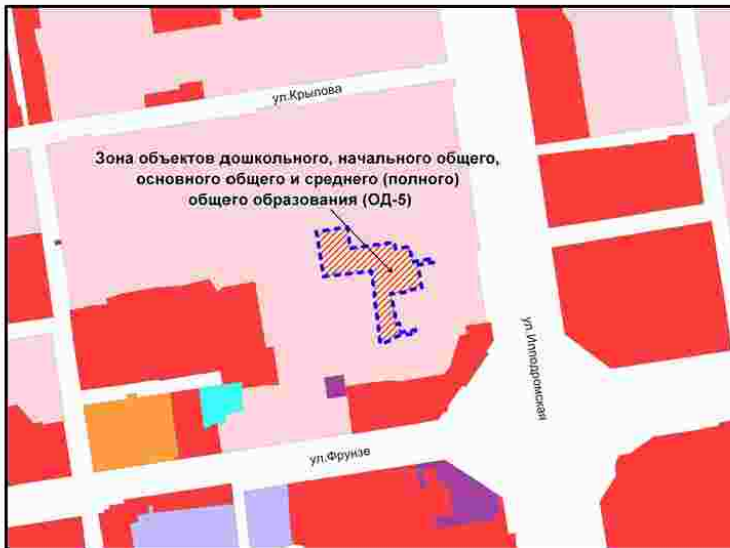 ул.Крылова
Зона объектов дошкольного, начального общего,
основного общего и среднего (полного)
общего образования (ОД-5)
ул.Ипподромская
ул.Фрунзе